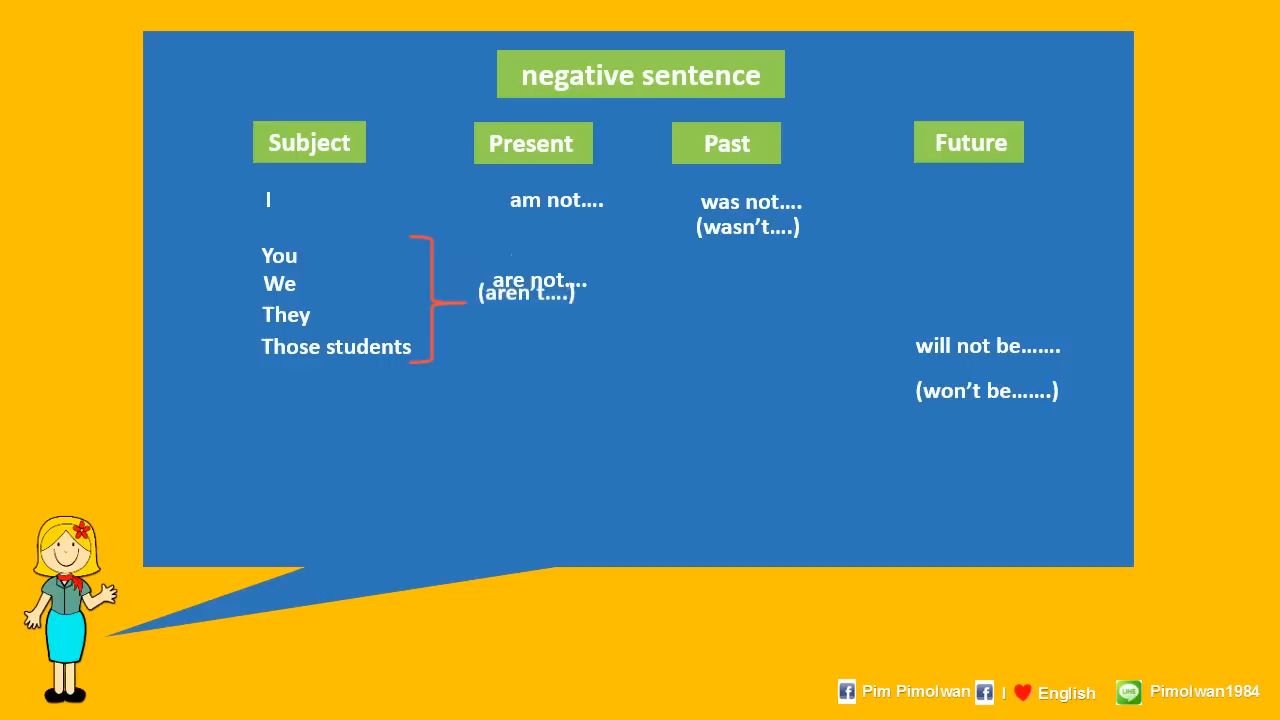 negative sentence
Subject Present Past Future
I am not.... was not....
(wasn't....)
You
We are not....
(aren't....)
They
Those students
will not be.......
(won't be.......)
Pim Pimolwan I English Pimolwan1984